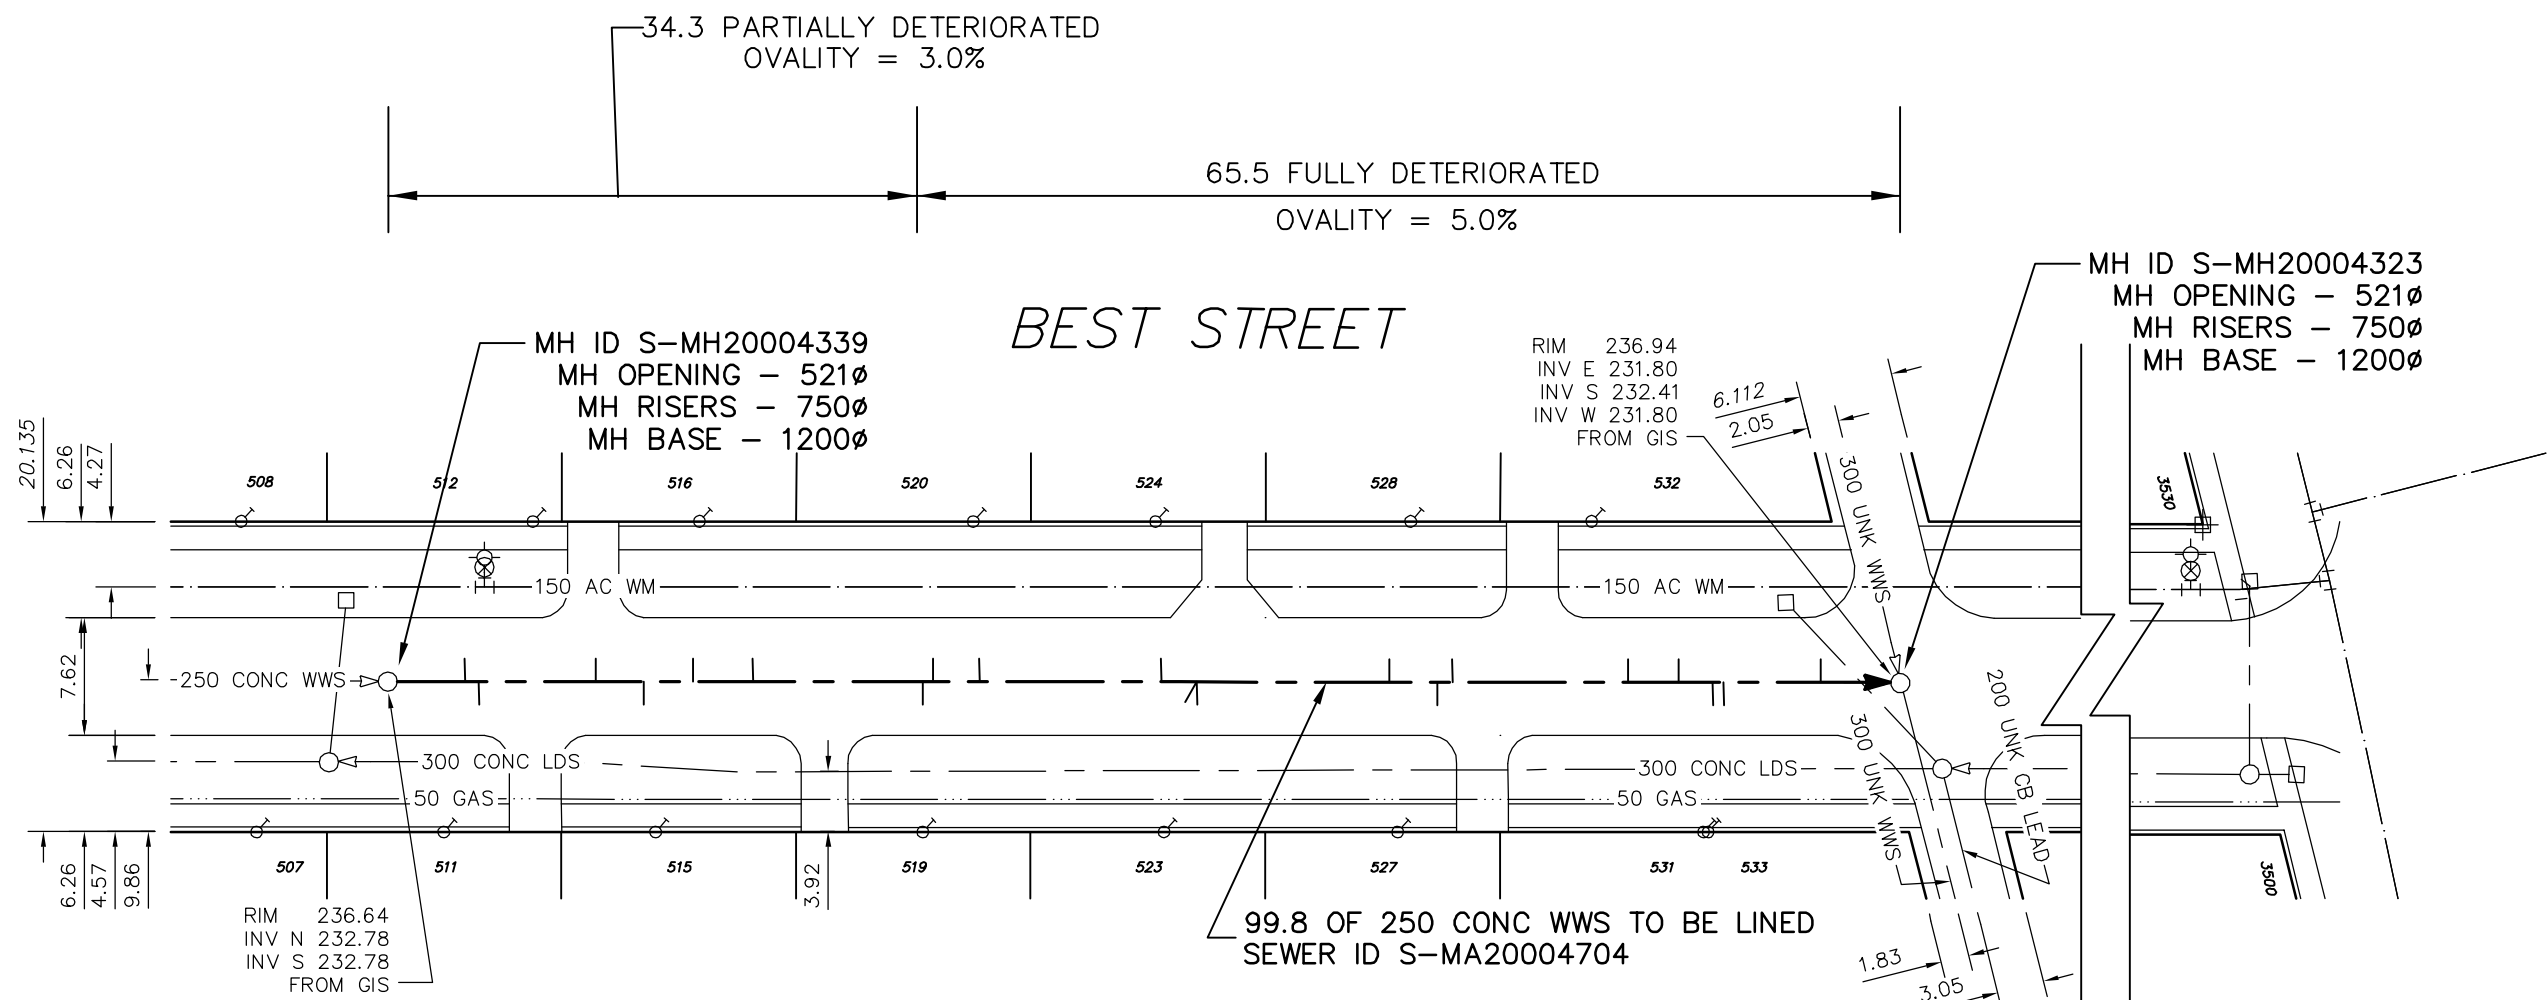 34.3 PARTIALLY DETERIORATED
OVALITY = 3.0%
65.5 FULLY DETERIORATED
OVALITY = 5.0%
BEST STREET
MH ID S-MH20004339
MH OPENING - 521ø
MH RISERS - 750ø
MH BASE - 1200ø
RIM 236.94
INV E 231.80
INV S 232.41
INV W 231.80
FROM GIS
6.112
2.05
MH ID S-MH20004323
MH OPENING - 521ø
MH RISERS - 750ø
MH BASE - 1200ø
20.135
6.26
4.27
508
512
516
520
524
528
532
3530
300 UNK WWS
150 AC WM
150 AC WM
7.62
250 CONC WWS
300 CONC LDS
300 CONC LDS
50 GAS
50 GAS
300 UNK WWS
200 UNK CB LEAD
6.26
4.57
9.86
3.92
507
511
515
519
523
527
531
533
3500
RIM 236.64
INV N 232.78
INV S 232.78
FROM GIS
99.8 OF 250 CONC WWS TO BE LINED
SEWER ID S-MA20004704
1.83
3.05